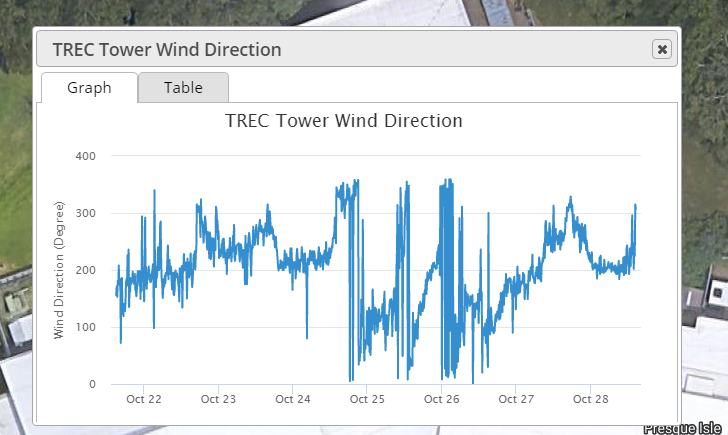 TREC Tower Wind Direction
Graph
Table
TREC Tower Wind Direction
Wind Direction (Degree)
400
300
200
100
0
Oct 22
Oct 23
Oct 24
Oct 25
Oct 26
Oct 27
Oct 28
Presque Isle